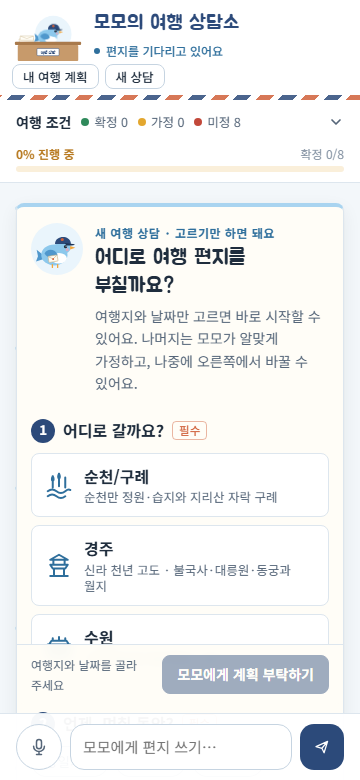 모모의 여행 상담소
편지를 기다리고 있어요
내 여행 계획
새 상담
여행 조건 확정 0 가정 0 미정 8
0% 진행 중
확정 0/8
새 여행 상담 · 고르기만 하면 돼요
어디로 여행 편지를
부칠까요?
여행지와 날짜만 고르면 바로 시작할 수
있어요. 나머지는 모모가 알맞게
가정하고, 나중에 오른쪽에서 바꿀 수
있어요.
1 어디로 갈까요? 필수
순천/구례
순천만 정원·습지와 지리산 자락 구례
경주
신라 천년 고도 · 불국사·대릉원·동궁과
월지
수원
여행지와 날짜를 골라
주세요
모모에게 계획 부탁하기
모모에게 편지 쓰기…